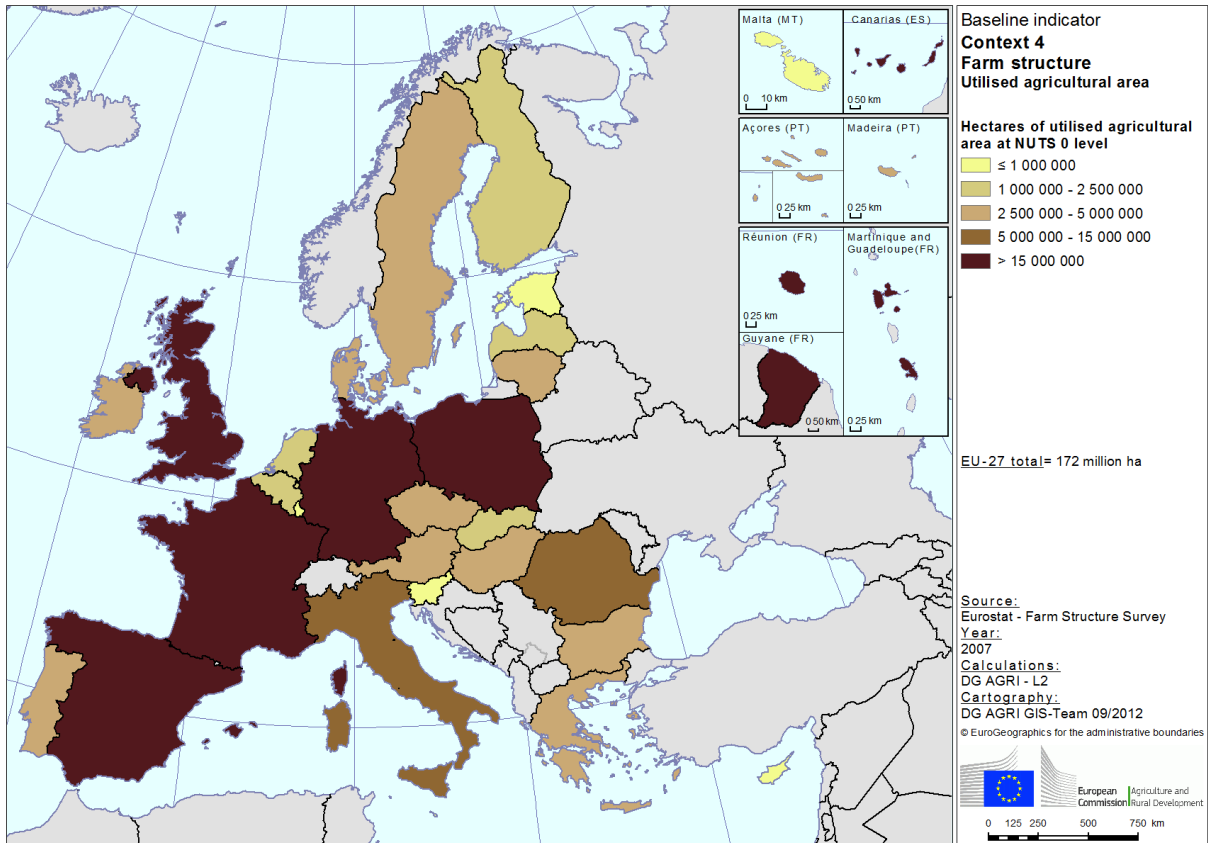 Malta (MT)
0 10 km
Canarias (ES)
0 50 km
Açores (PT)
0 25 km
Madeira (PT)
0 25 km
Réunion (FR)
0 25 km
Martinique and
Guadeloupe(FR)
0 25 km
Guyane (FR)
0 50 km
Baseline indicator
Context 4
Farm structure
Utilised agricultural area
Hectares of utilised agricultural
area at NUTS 0 level
≤ 1 000 000
1 000 000 - 2 500 000
2 500 000 - 5 000 000
5 000 000 - 15 000 000
> 15 000 000
EU-27 total= 172 million ha
Source:
Eurostat - Farm Structure Survey
Year:
2007
Calculations:
DG AGRI - L2
Cartography:
DG AGRI GIS-Team 09/2012
© EuroGeographics for the administrative boundaries
European
Commission
Agriculture and
Rural Development
0 125 250 500 750 km